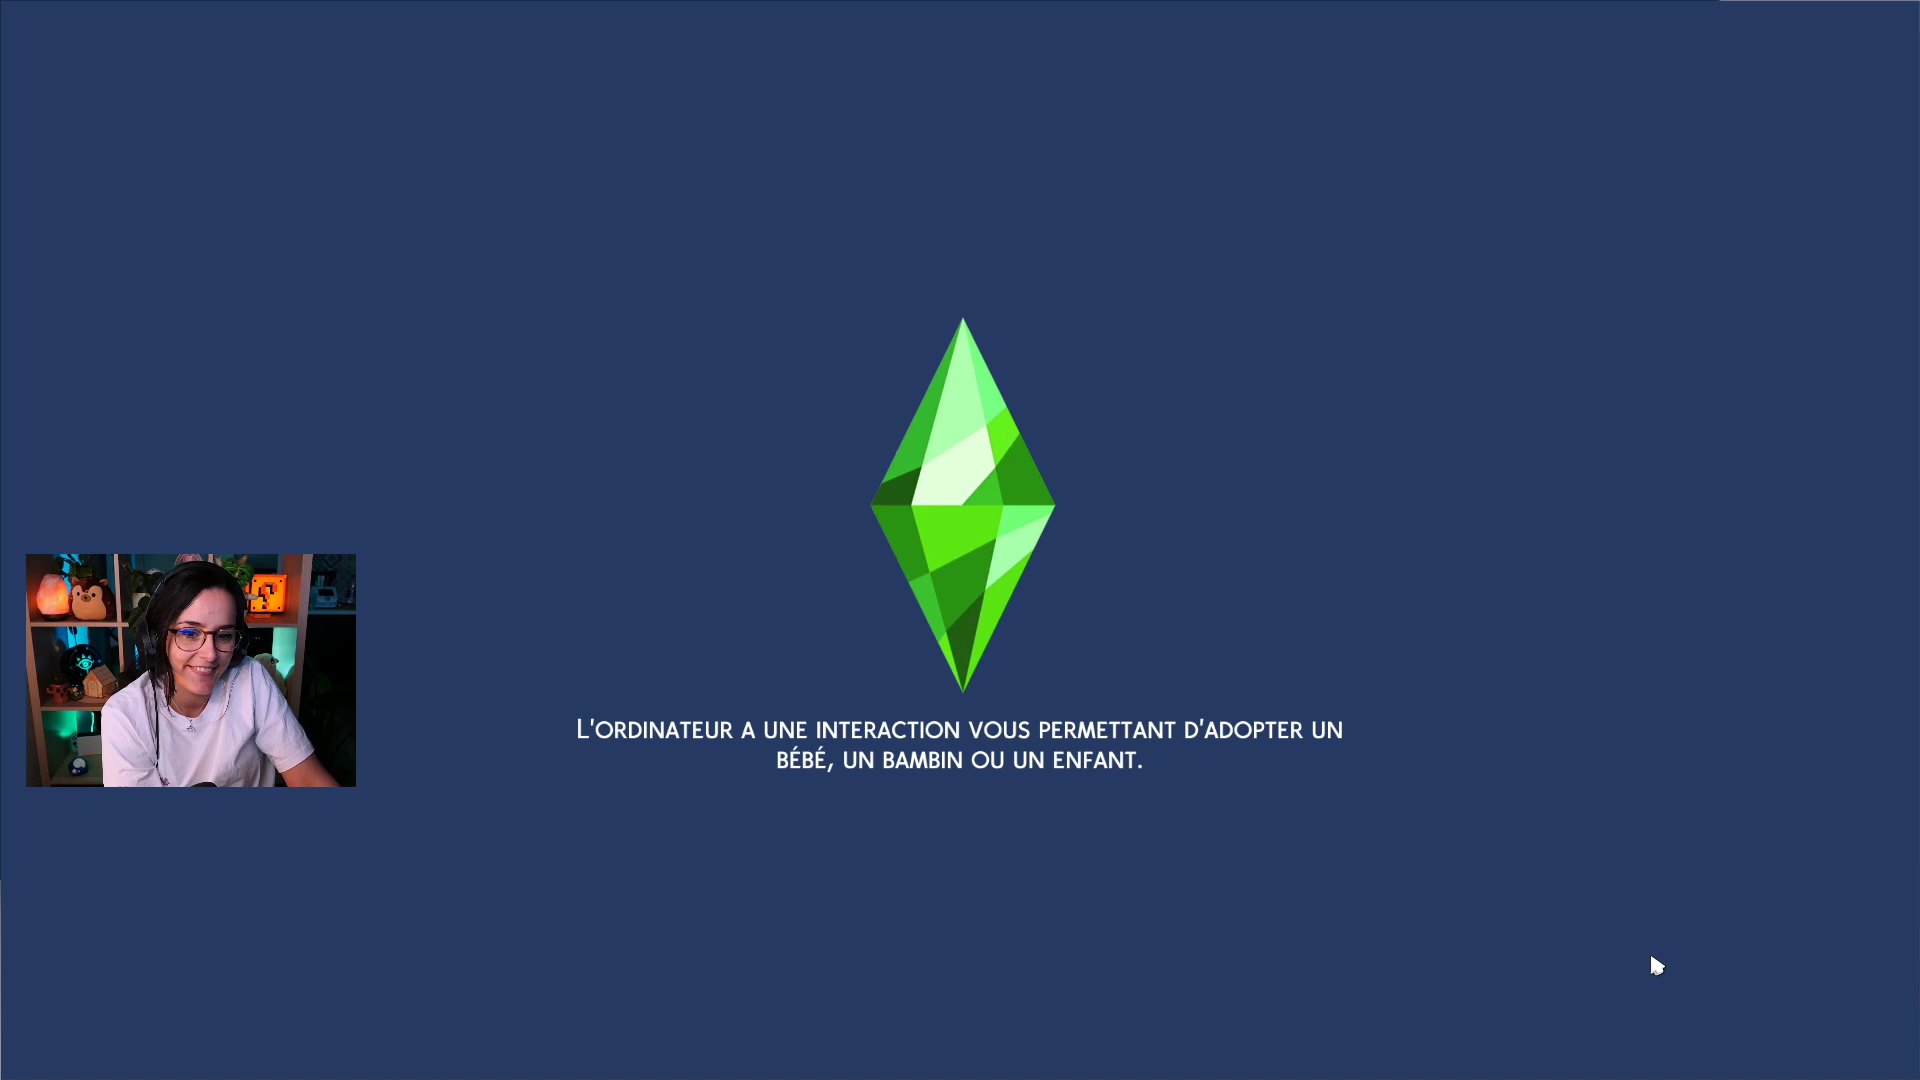 L'ORDINATEUR A UNE INTERACTION VOUS PERMETTANT D'ADOPTER UN
BÉBÉ, UN BAMBIN OU UN ENFANT.